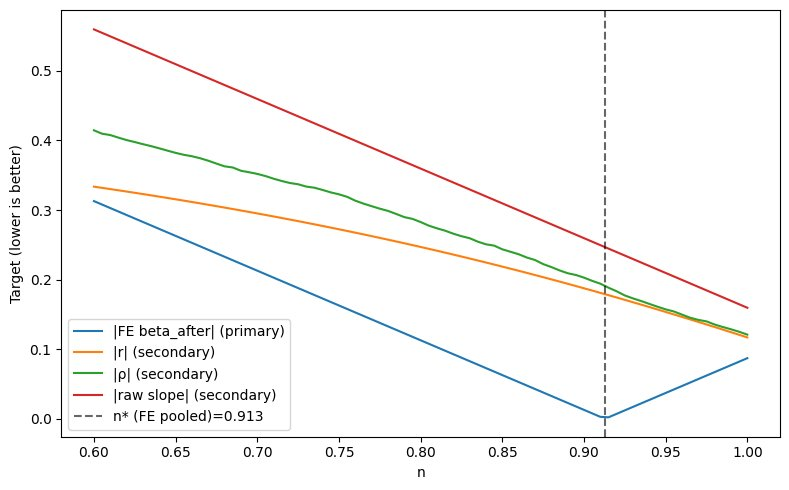 Target (lower is better)
0.5
0.4
0.3
0.2
0.1
0.0
|FE beta_after| (primary)
|r| (secondary)
|ρ| (secondary)
|raw slope| (secondary)
n* (FE pooled)=0.913
0.60 0.65 0.70 0.75 0.80 0.85 0.90 0.95 1.00
n